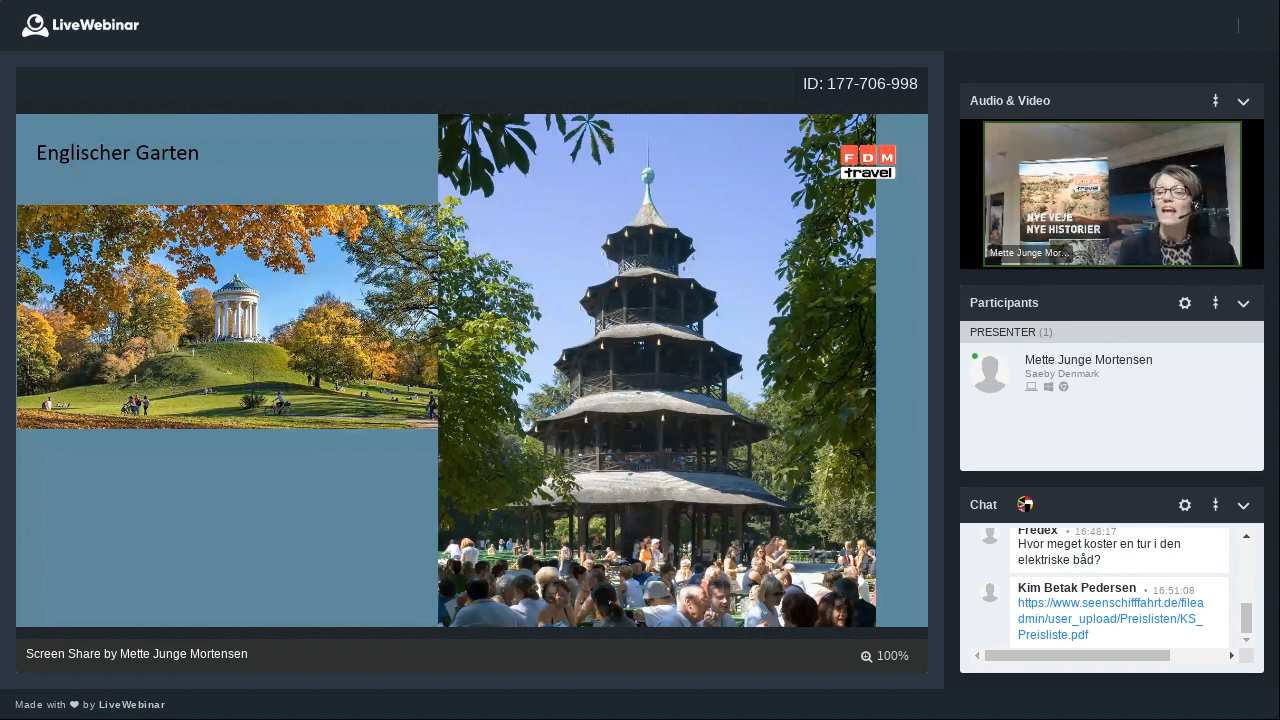 LiveWebinar
ID: 177-706-998
Englischer Garten
FDM
travel
Screen Share by Mette Junge Mortensen
100%
Audio & Video
FDM
travel
NYE VEJE
NYE HISTORIER
Mette Junge Mor...
Participants
PRESENTER (1)
Mette Junge Mortensen
Saeby Denmark
Chat
Fredex • 16:48:17
Hvor meget koster en tur i den
elektriske båd?
Kim Betak Pedersen • 16:51:08
https://www.seenschifffahrt.de/filea
dmin/user_upload/Preislisten/KS_
Preisliste.pdf
Made with ❤ by LiveWebinar